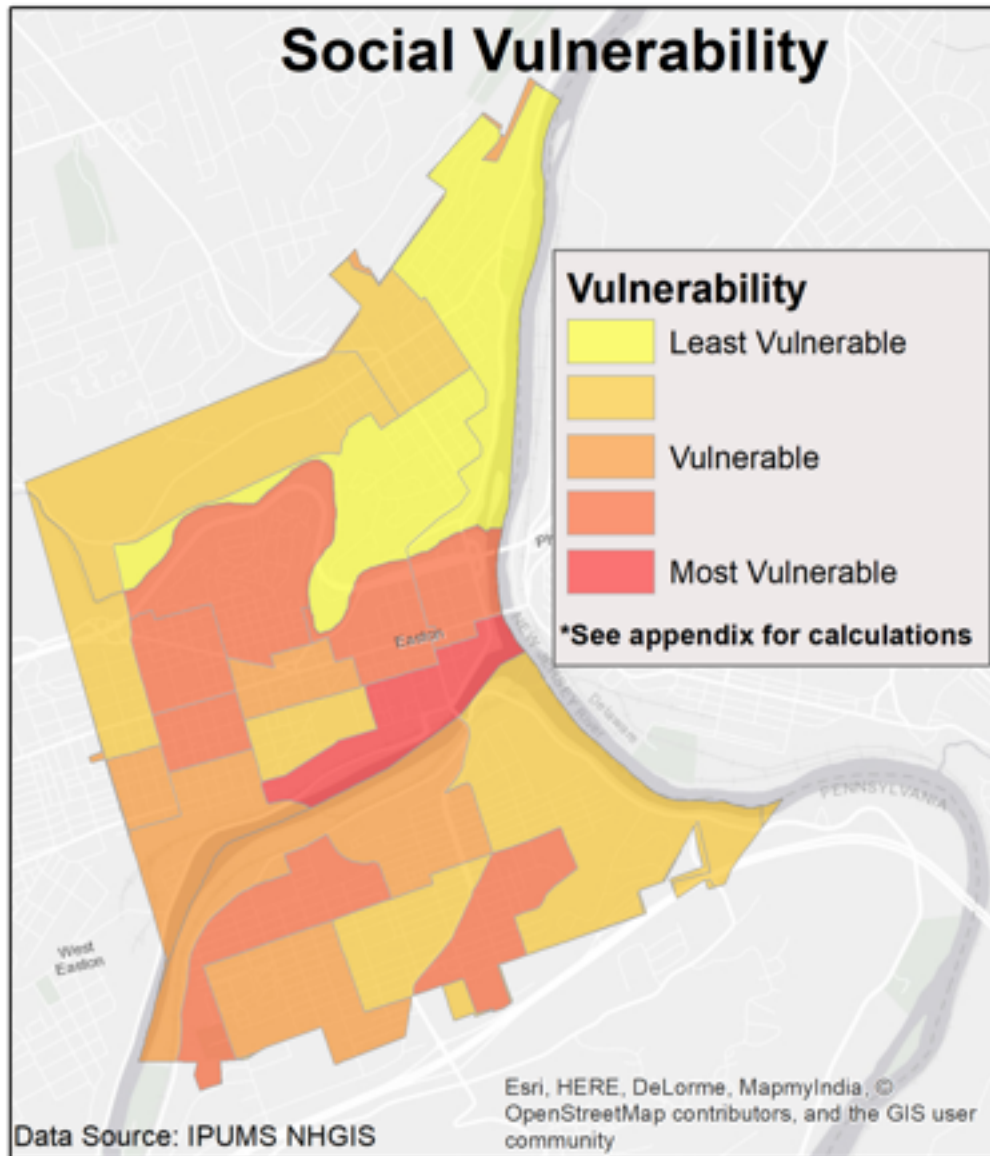 Social Vulnerability
Vulnerability
Least Vulnerable
Vulnerable
Most Vulnerable
*See appendix for calculations
Easton
Delaware
PENNSYLVANIA
West
Easton
Esri, HERE, DeLorme, MapmyIndia, ©
OpenStreetMap contributors, and the GIS user
community
Data Source: IPUMS NHGIS